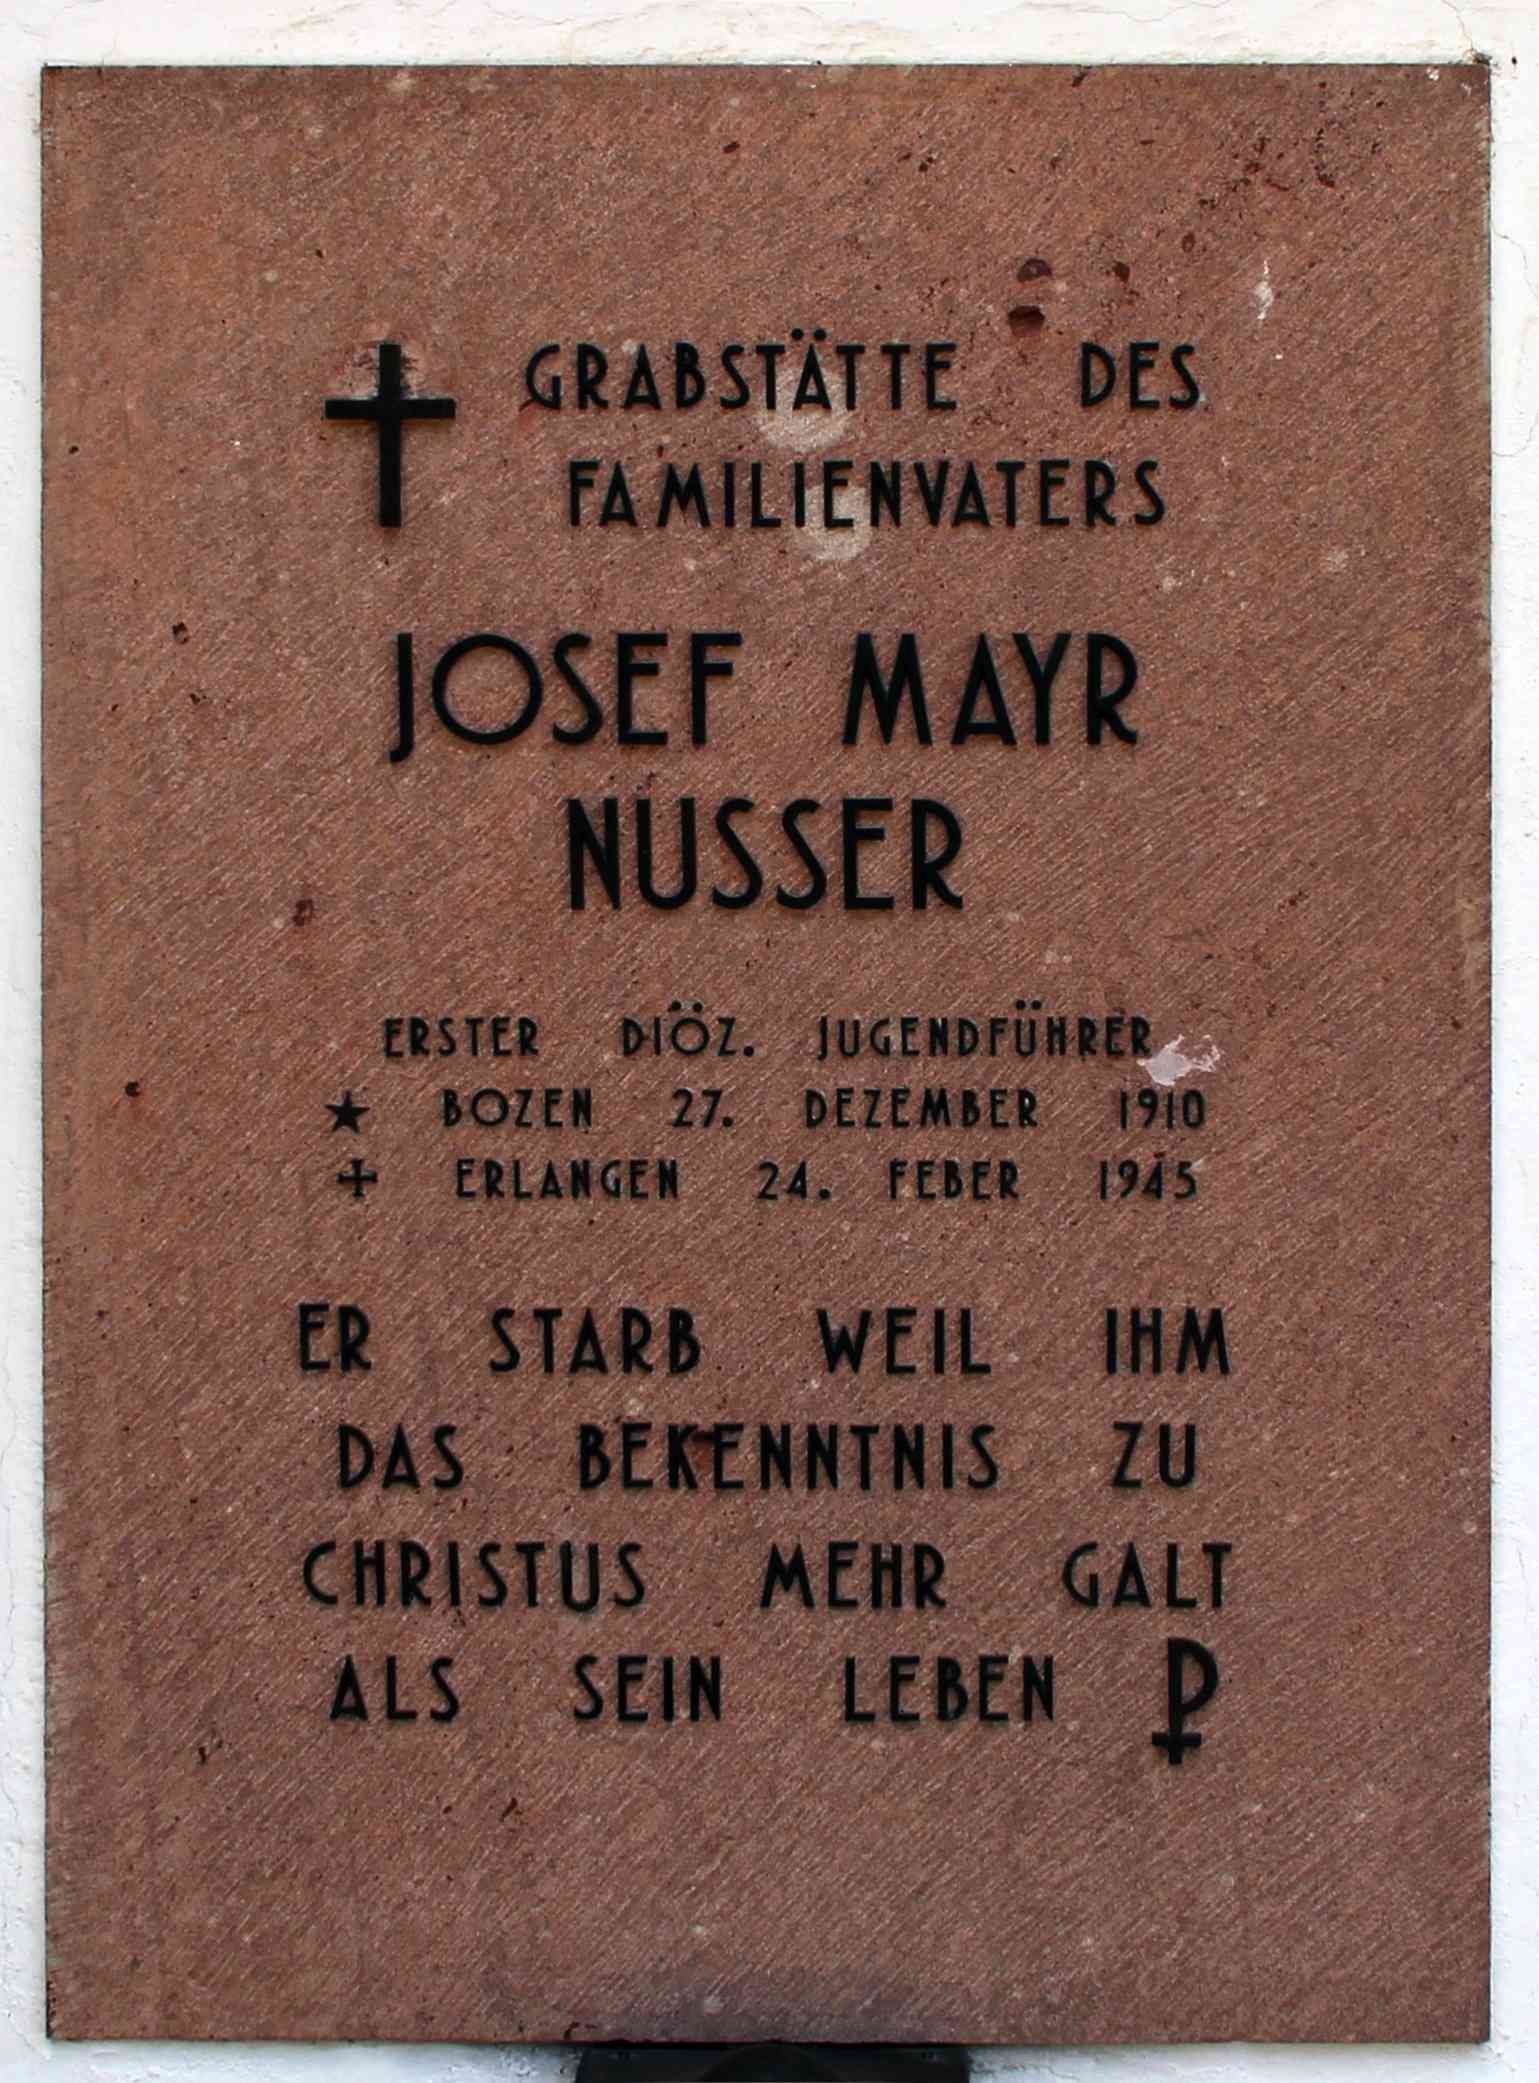 GRABSTÄTTE DES
FAMILIENVATERS
JOSEF MAYR
NUSSER
ERSTER DIÖZ. JUGENDFÜHRER
★ BOZEN 27. DEZEMBER 1910
✠ ERLANGEN 24. FEBER 1945
ER STARB WEIL IHM
DAS BEKENNTNIS ZU
CHRISTUS MEHR GALT
ALS SEIN LEBEN